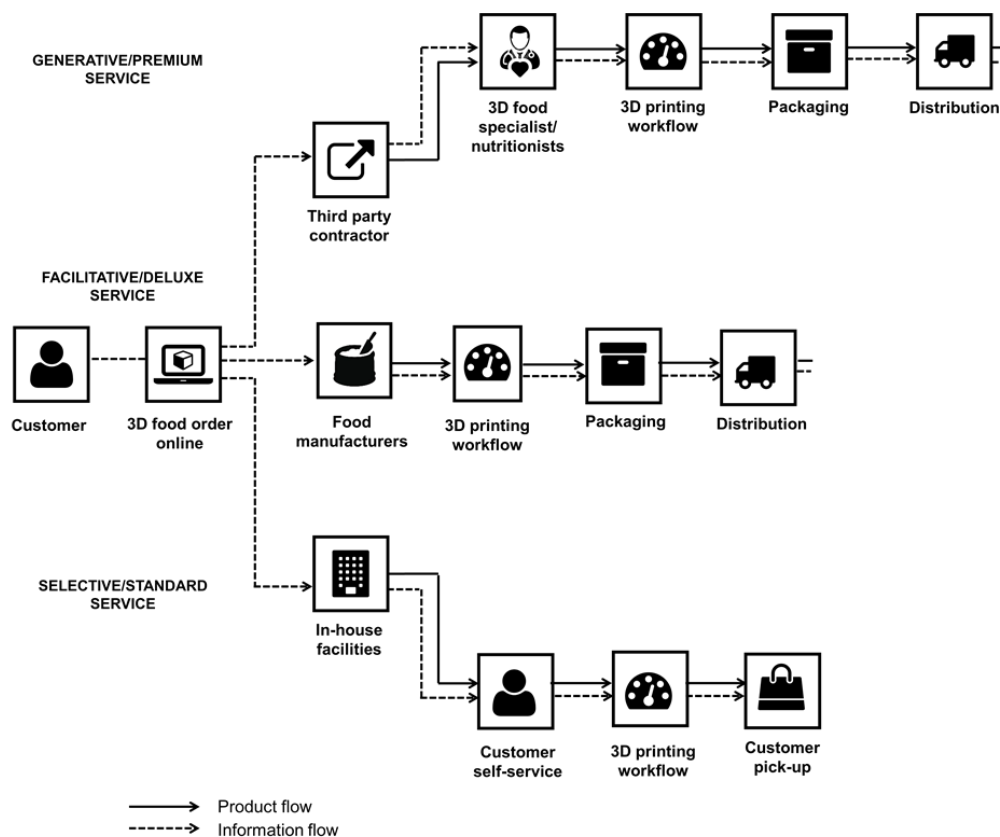 GENERATIVE/PREMIUM
SERVICE
3D food
specialist/
nutritionists
3D printing
workflow
Packaging
Distribution
Third party
contractor
FACILITATIVE/DELUXE
SERVICE
Customer
3D food order
online
Food
manufacturers
3D printing
workflow
Packaging
Distribution
SELECTIVE/STANDARD
SERVICE
In-house
facilities
Customer
self-service
3D printing
workflow
Customer
pick-up
Product flow
Information flow